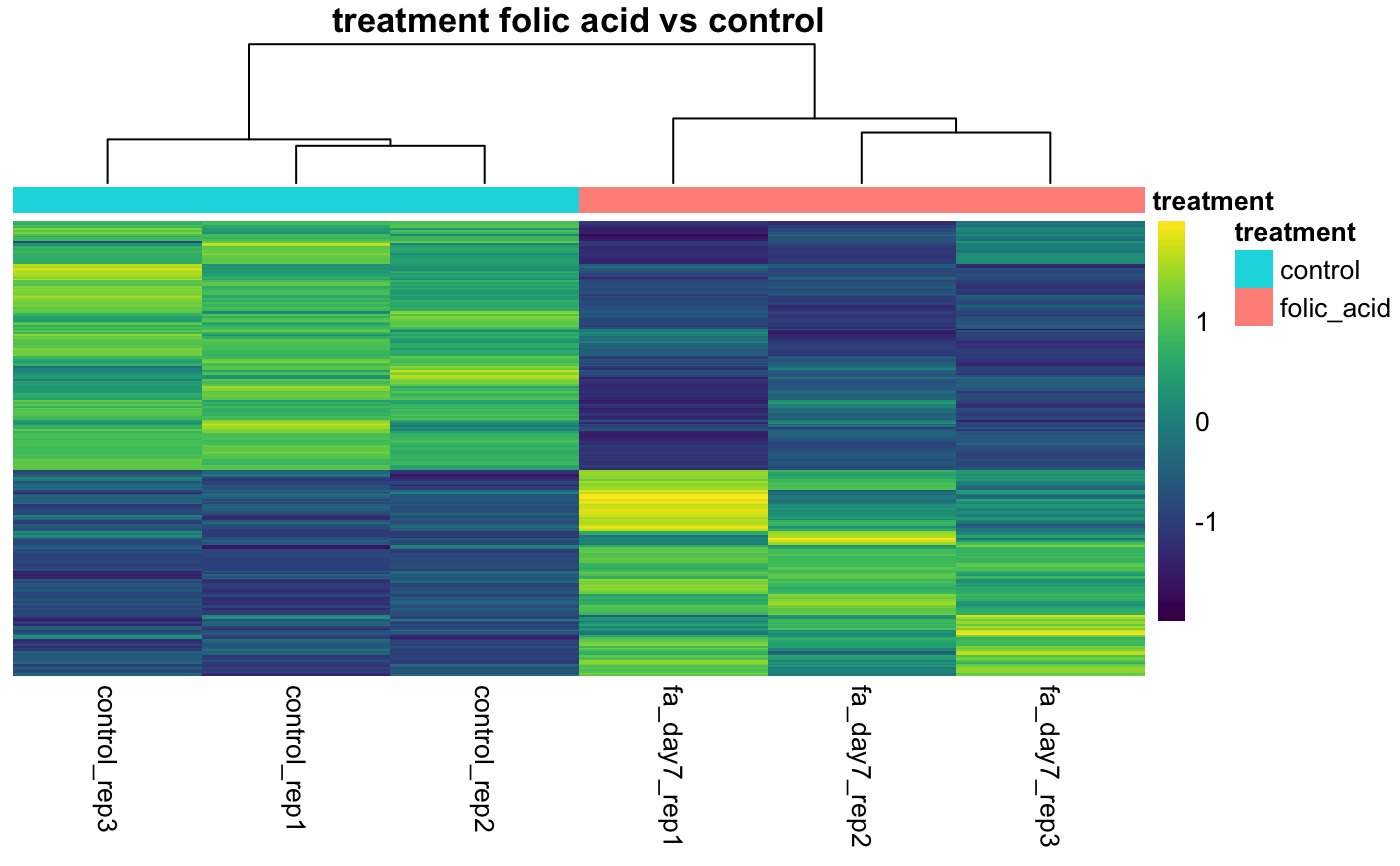 treatment folic acid vs control
treatment
treatment
control
folic_acid
1
0
-1
control_rep3
control_rep1
control_rep2
fa_day7_rep1
fa_day7_rep2
fa_day7_rep3